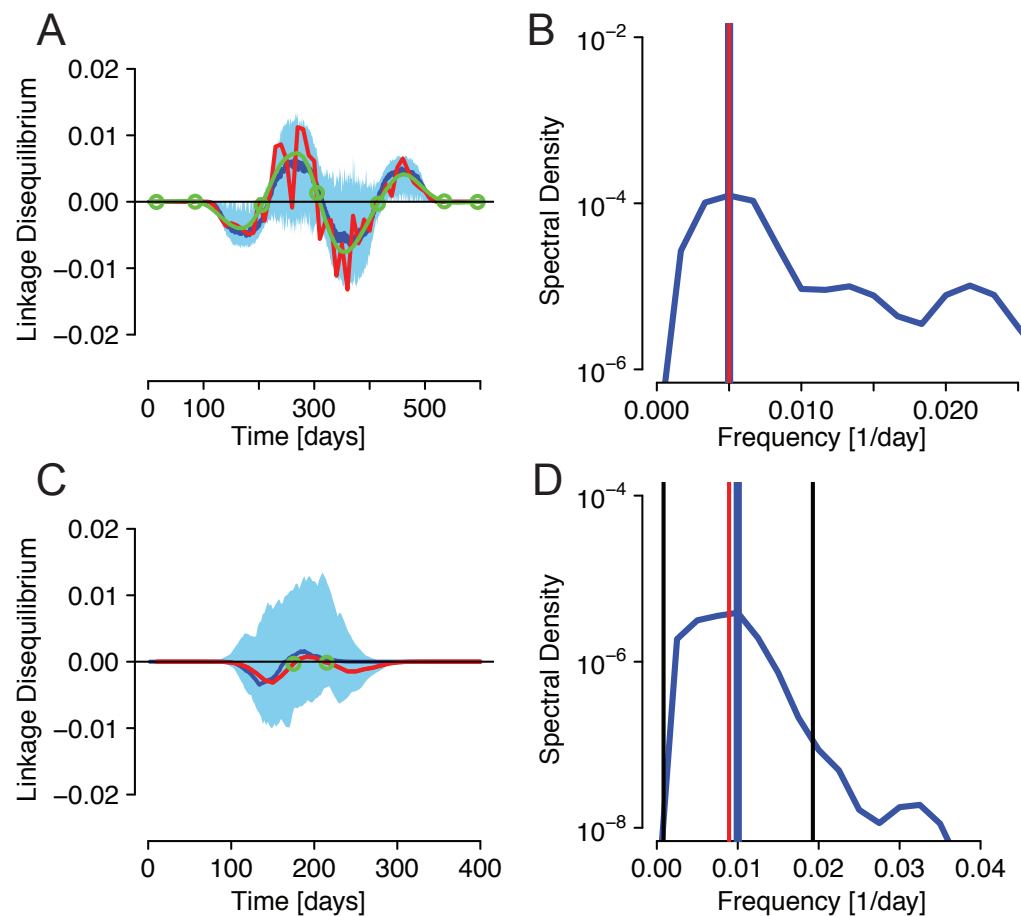 A
Linkage Disequilibrium
0.02
0.01
0.00
−0.01
−0.02
0 100 300 500
Time [days]
B
Spectral Density
10−2
10−4
10−6
0.000 0.010 0.020
Frequency [1/day]
C
Linkage Disequilibrium
0.02
0.01
0.00
−0.01
−0.02
0 100 200 300 400
Time [days]
D
Spectral Density
10−4
10−6
10−8
0.00 0.01 0.02 0.03 0.04
Frequency [1/day]